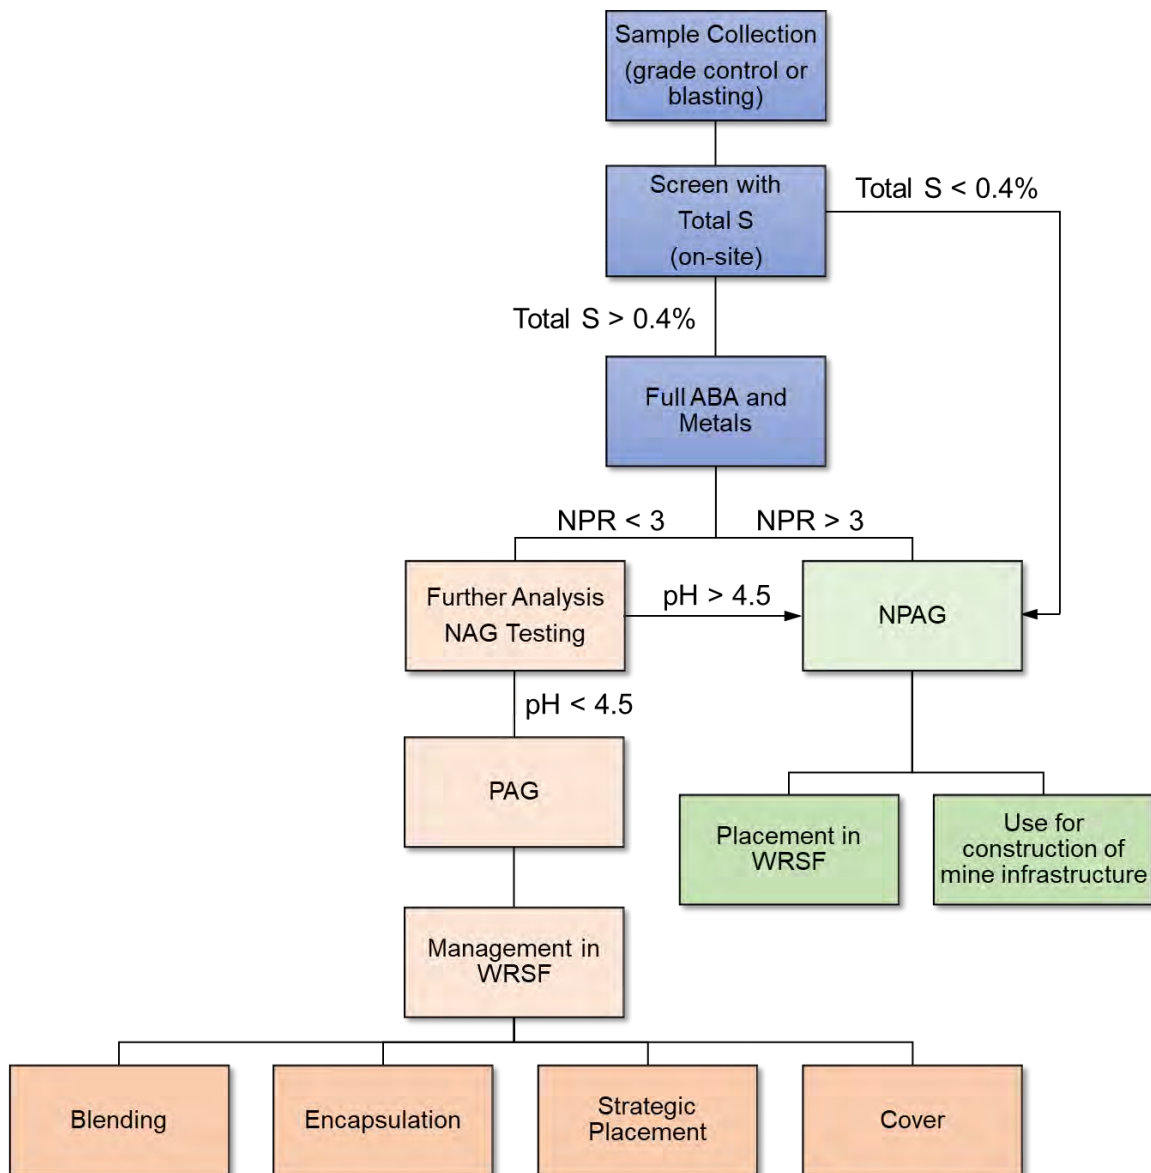 Sample Collection
(grade control or
blasting)
Screen with
Total S
(on-site)
Total S < 0.4%
Total S > 0.4%
Full ABA and
Metals
NPR < 3
NPR > 3
Further Analysis
NAG Testing
pH > 4.5
NPAG
pH < 4.5
PAG
Placement in
WRSF
Use for
construction of
mine infrastructure
Management in
WRSF
Blending
Encapsulation
Strategic
Placement
Cover